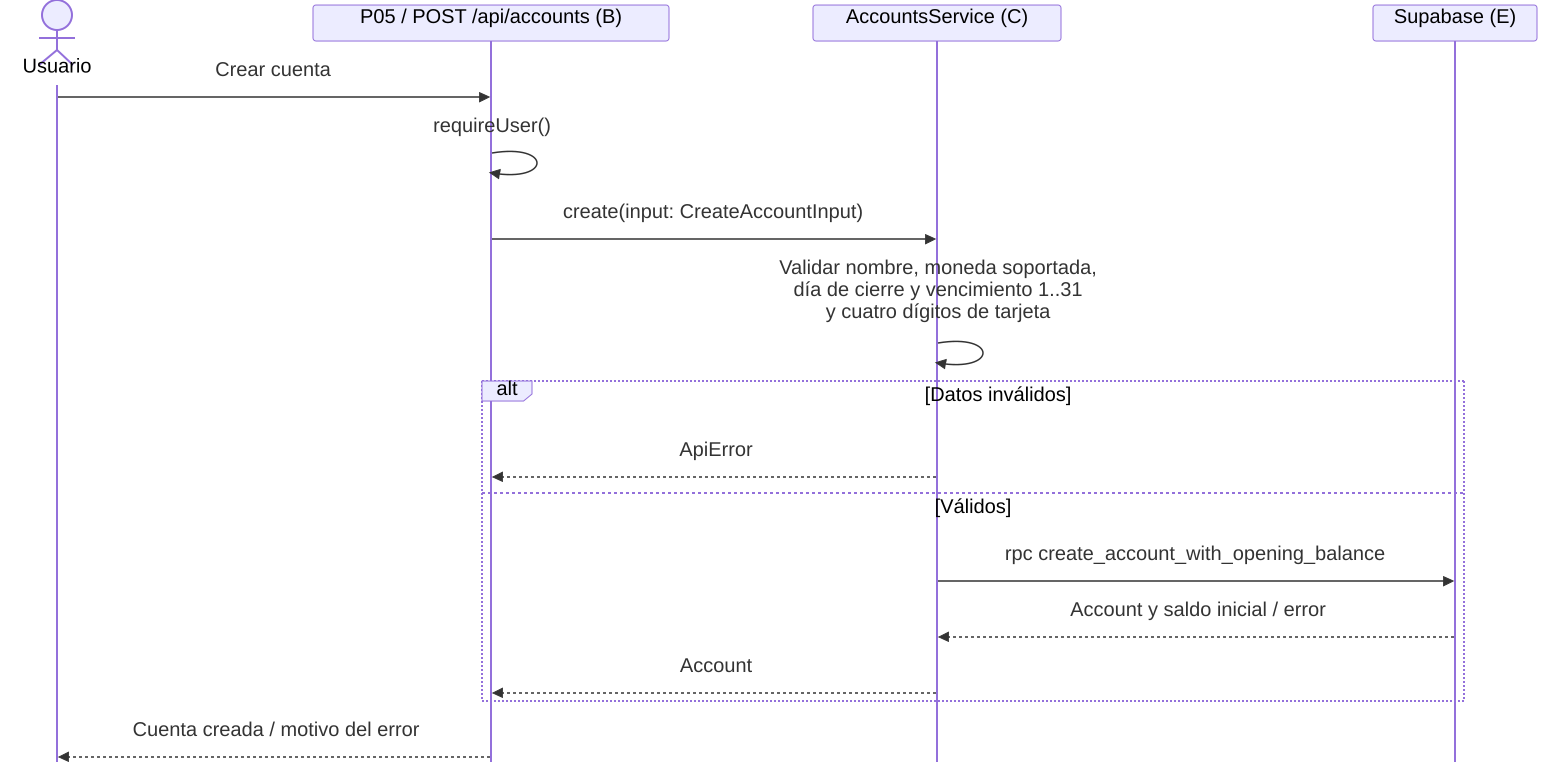 Usuario
P05 / POST /api/accounts (B)
AccountsService (C)
Supabase (E)
Crear cuenta
requireUser()
create(input: CreateAccountInput)
Validar nombre, moneda soportada,
día de cierre y vencimiento 1..31
y cuatro dígitos de tarjeta
alt
[Datos inválidos]
ApiError
[Válidos]
rpc create_account_with_opening_balance
Account y saldo inicial / error
Account
Cuenta creada / motivo del error